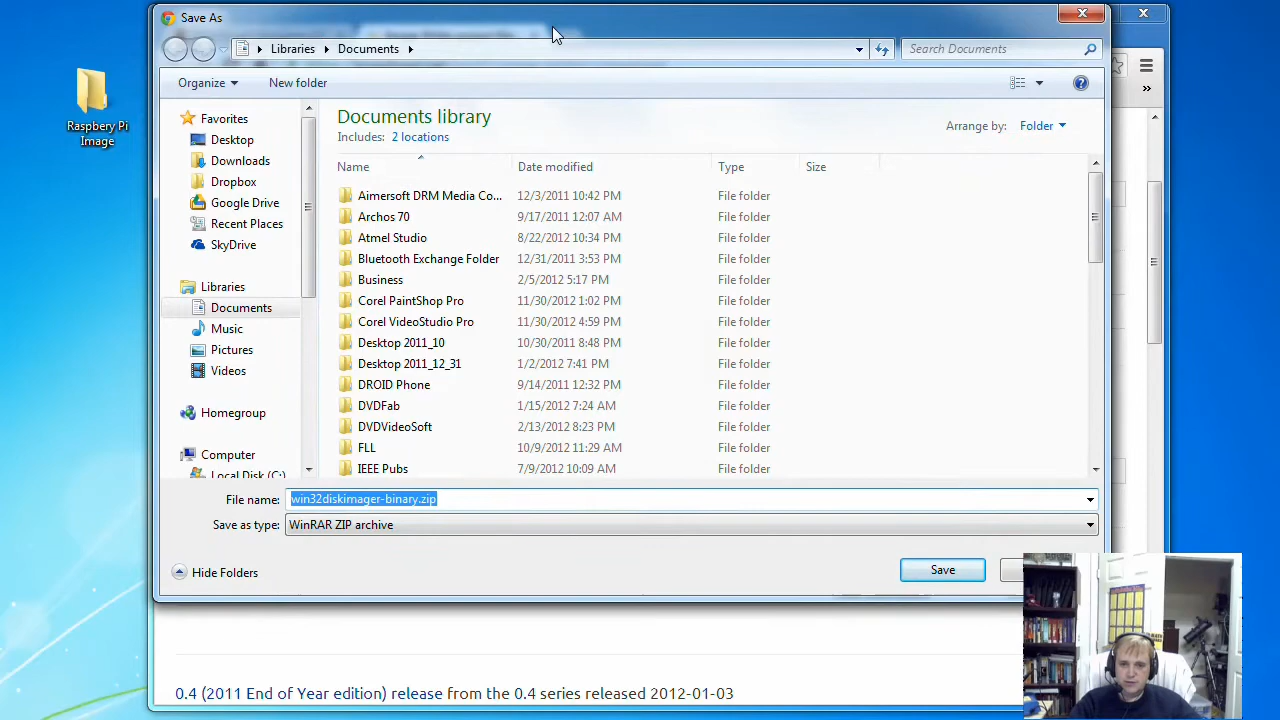 Save As
Libraries Documents
Search Documents
Organize New folder
Raspbery Pi
Image
Favorites
Desktop
Downloads
Dropbox
Google Drive
Recent Places
SkyDrive
Libraries
Documents
Music
Pictures
Videos
Homegroup
Computer
Local Disk (C:)
Documents library
Includes: 2 locations
Arrange by: Folder
Name Date modified Type Size
Aimersoft DRM Media Co... 12/3/2011 10:42 PM File folder
Archos 70 9/17/2011 12:07 AM File folder
Atmel Studio 8/22/2012 10:34 PM File folder
Bluetooth Exchange Folder 12/31/2011 3:53 PM File folder
Business 2/5/2012 5:17 PM File folder
Corel PaintShop Pro 11/30/2012 1:02 PM File folder
Corel VideoStudio Pro 11/30/2012 4:59 PM File folder
Desktop 2011_10 10/30/2011 8:48 PM File folder
Desktop 2011_12_31 1/2/2012 7:41 PM File folder
DROID Phone 9/14/2011 12:32 PM File folder
DVDFab 1/15/2012 7:24 AM File folder
DVDVideoSoft 2/13/2012 8:23 PM File folder
FLL 10/9/2012 11:29 AM File folder
IEEE Pubs 7/9/2012 10:09 AM File folder
File name: win32diskimager-binary.zip
Save as type: WinRAR ZIP archive
Hide Folders
Save
0.4 (2011 End of Year edition) release from the 0.4 series released 2012-01-03